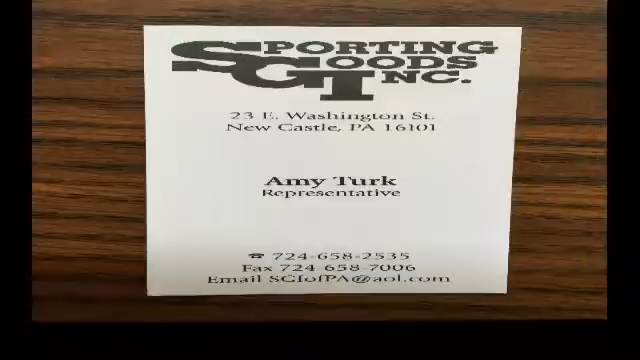 SPORTING
GOODS
INC.
23 E. Washington St.
New Castle, PA 16101
Amy Turk
Representative
☎ 724-658-2535
Fax 724 658-7006
Email SGIofPA@aol.com